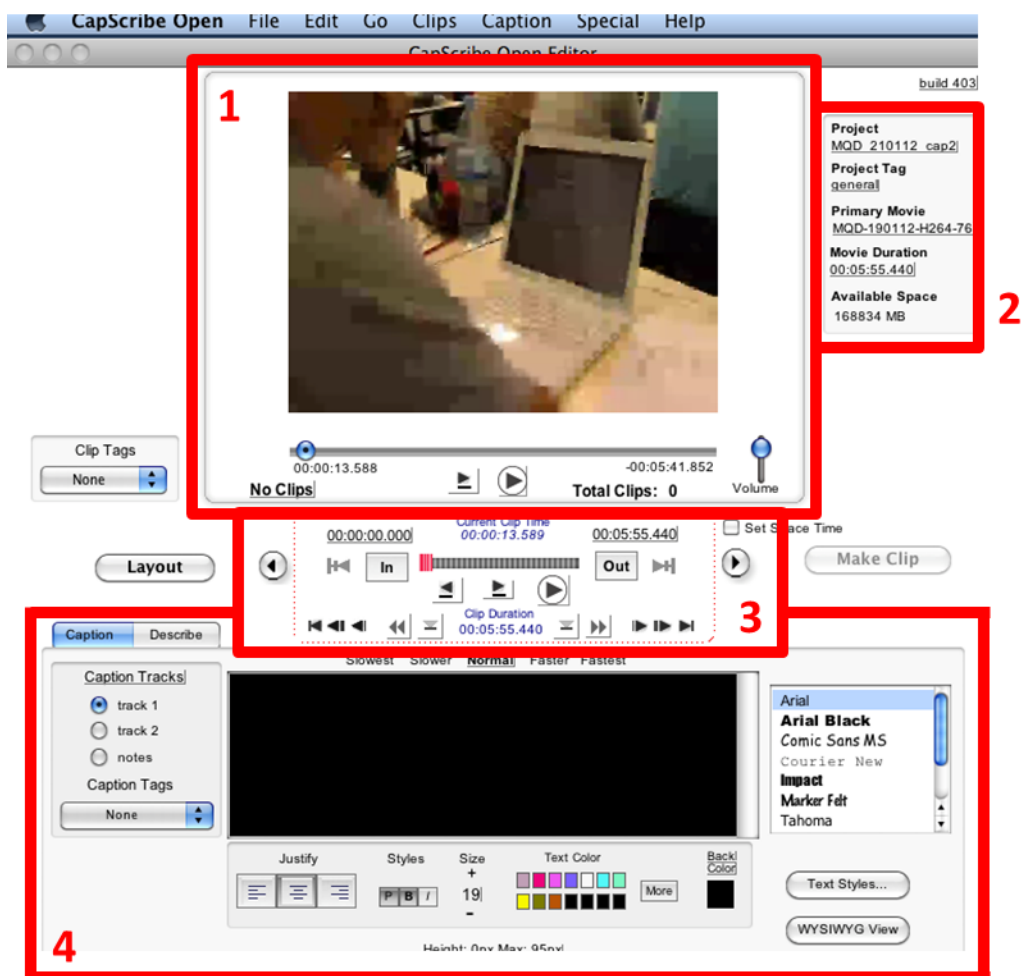 CapScribe Open File Edit Go Clips Caption Special Help
CapScribe Open Editor
build 403
1
Project
MQD_210112_cap2
Project Tag
general
Primary Movie
MQD-190112-H264-76
Movie Duration
00:05:55.440
Available Space
168834 MB
2
Clip Tags
None
00:00:13.588 -00:05:41.852
No Clips Total Clips: 0 Volume
Set Space Time
Current Clip Time
00:00:00.000 00:00:13.589 00:05:55.440
Layout In Out Make Clip
Clip Duration
00:05:55.440
3
Caption Describe
Slowest Slower Normal Faster Fastest
Caption Tracks
track 1
track 2
notes
Caption Tags
None
Arial
Arial Black
Comic Sans MS
Courier New
Impact
Marker Felt
Tahoma
Justify Styles Size Text Color Back
Color
+
P B I 19 More
-
Text Styles...
WYSIWYG View
Height: 0px Max: 95px
4